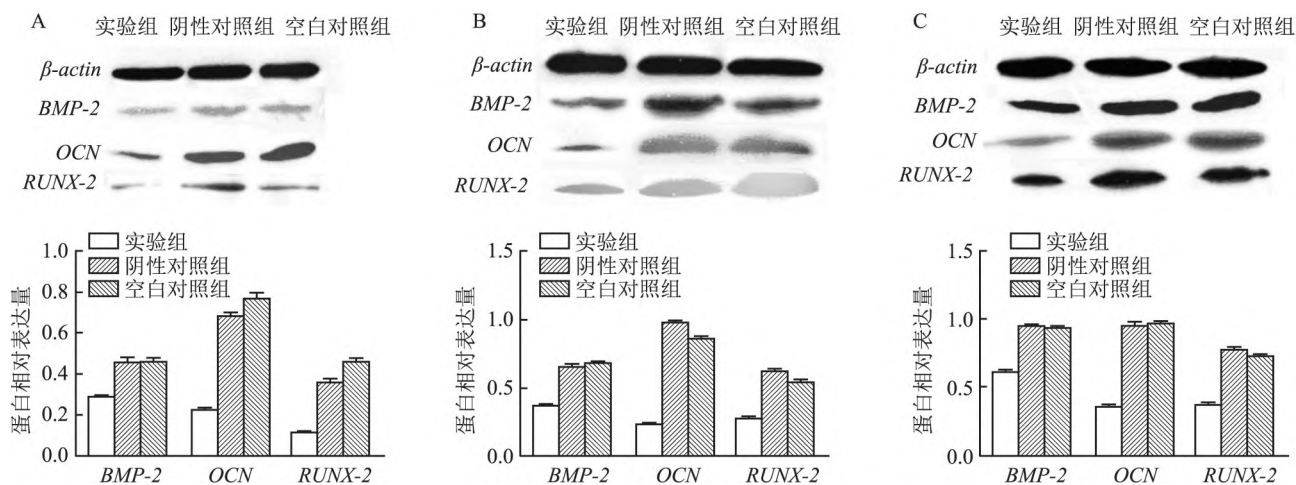 A
实验组 阴性对照组 空白对照组
β-actin
BMP-2
OCN
RUNX-2
1.0
0.8
0.6
0.4
0.2
0.0
蛋白相对表达量
实验组
阴性对照组
空白对照组
BMP-2 OCN RUNX-2
B
实验组 阴性对照组 空白对照组
β-actin
BMP-2
OCN
RUNX-2
1.5
1.0
0.5
0.0
蛋白相对表达量
实验组
阴性对照组
空白对照组
BMP-2 OCN RUNX-2
C
实验组 阴性对照组 空白对照组
β-actin
BMP-2
OCN
RUNX-2
1.5
1.0
0.5
0.0
蛋白相对表达量
实验组
阴性对照组
空白对照组
BMP-2 OCN RUNX-2